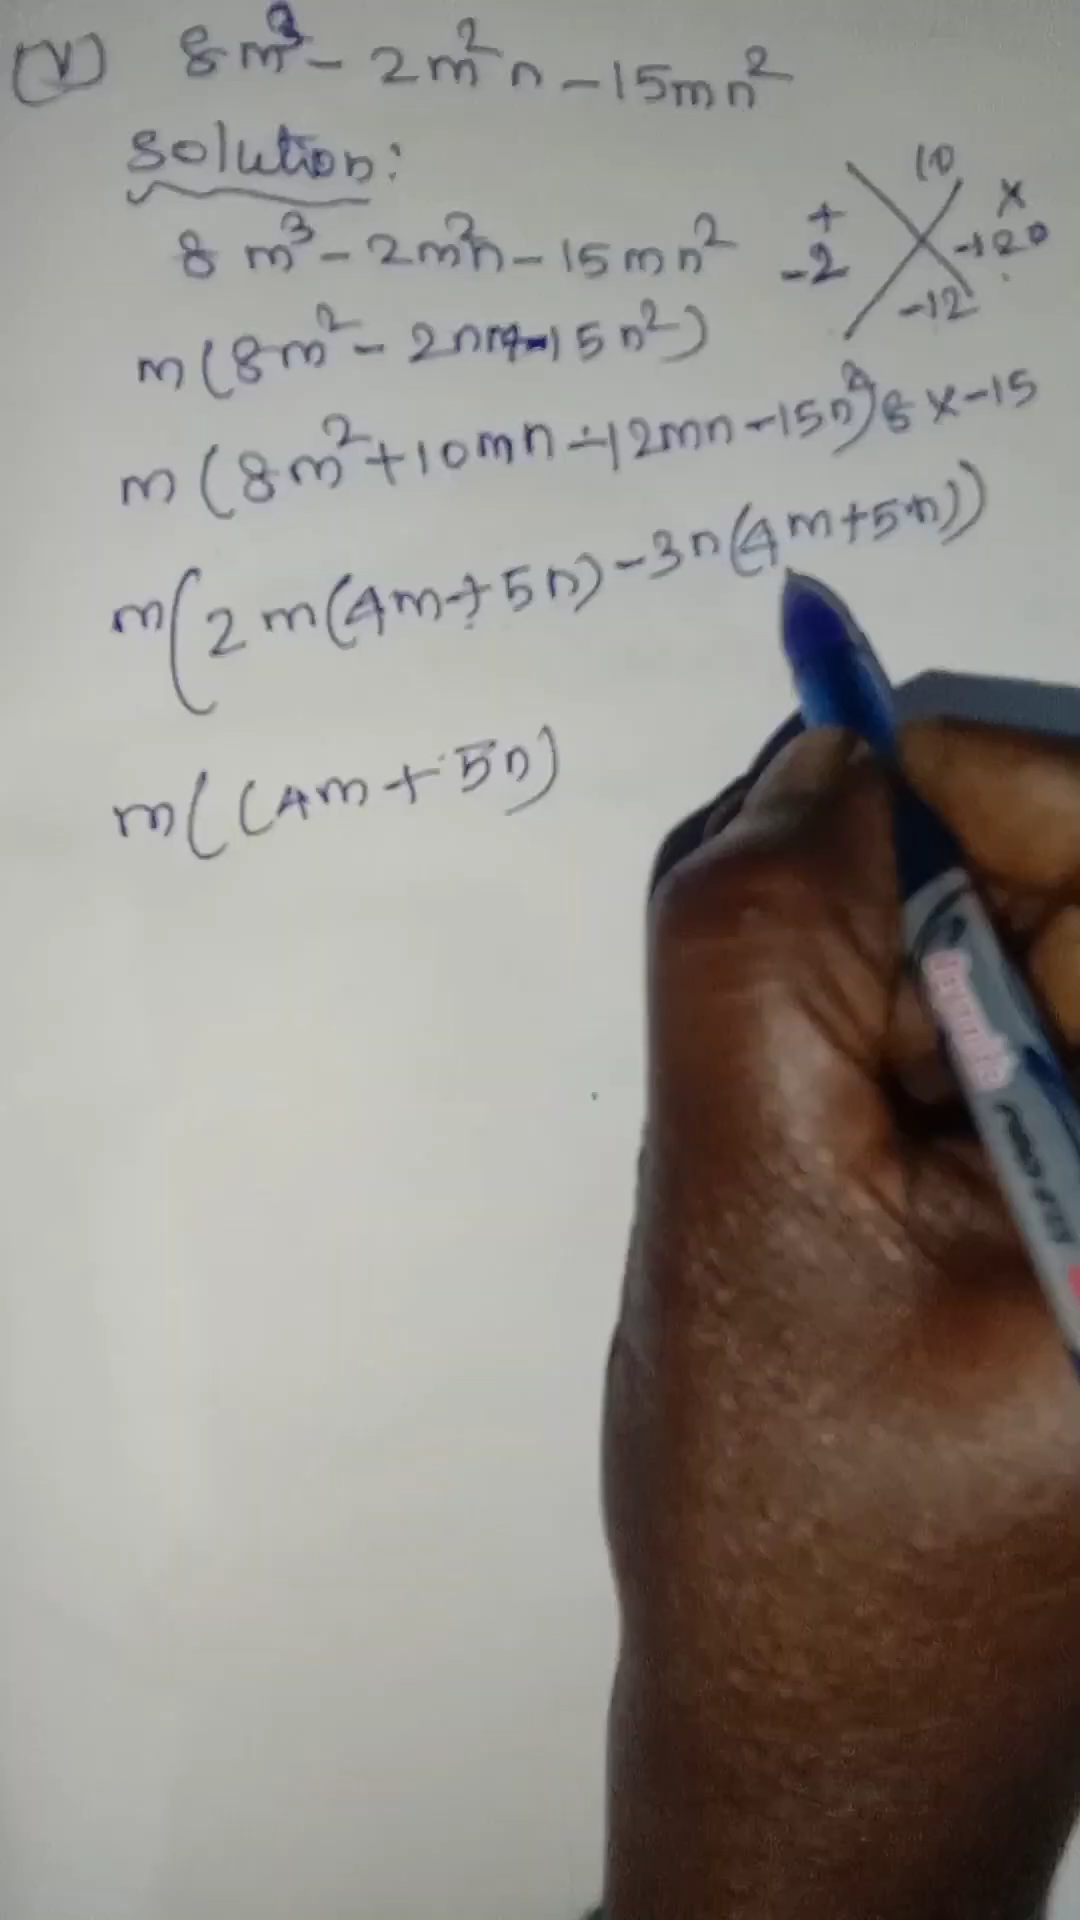 (V) 8m³ - 2m²n - 15mn²
Solution:
8m³ - 2m²n - 15mn²
+ 10 x
-2 -120
-12
m(8m² - 2nm - 15n²)
m(8m² + 10mn - 12mn - 15n²) 8 x -15
m(2m(4m + 5n) - 3n(4m + 5n))
m((4m + 5n)